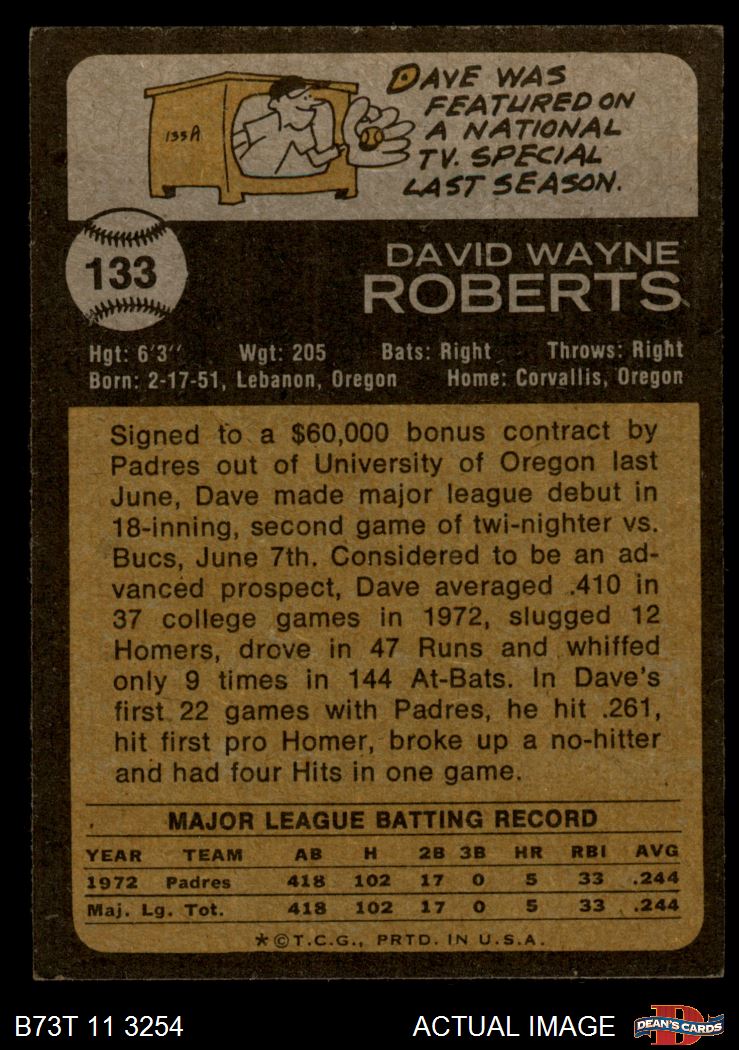 DAVE WAS
FEATURED ON
A NATIONAL
TV. SPECIAL
LAST SEASON.
133A
133
DAVID WAYNE
ROBERTS
Hgt: 6'3'' Wgt: 205 Bats: Right Throws: Right
Born: 2-17-51, Lebanon, Oregon Home: Corvallis, Oregon
Signed to a $60,000 bonus contract by
Padres out of University of Oregon last
June, Dave made major league debut in
18-inning, second game of twi-nighter vs.
Bucs, June 7th. Considered to be an ad-
vanced prospect, Dave averaged .410 in
37 college games in 1972, slugged 12
Homers, drove in 47 Runs and whiffed
only 9 times in 144 At-Bats. In Dave's
first 22 games with Padres, he hit .261,
hit first pro Homer, broke up a no-hitter
and had four Hits in one game.
MAJOR LEAGUE BATTING RECORD
YEAR TEAM AB H 2B 3B HR RBI AVG
1972 Padres 418 102 17 0 5 33 .244
Maj. Lg. Tot. 418 102 17 0 5 33 .244
*©T.C.G., PRTD. IN U.S.A.
B73T 11 3254 ACTUAL IMAGE
D
DEAN'S CARDS